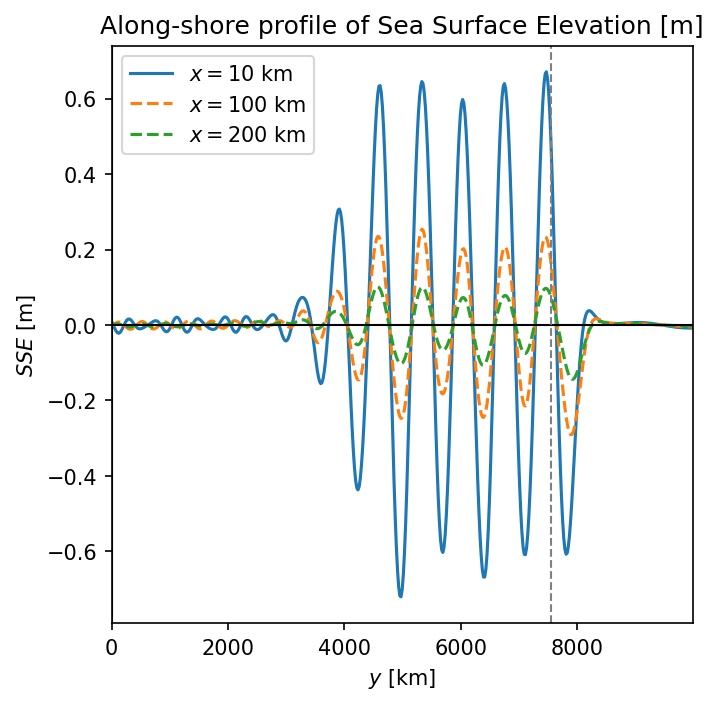 Along-shore profile of Sea Surface Elevation [m]
x = 10 km
x = 100 km
x = 200 km
0.6
0.4
0.2
0.0
−0.2
−0.4
−0.6
SSE [m]
0 2000 4000 6000 8000
y [km]